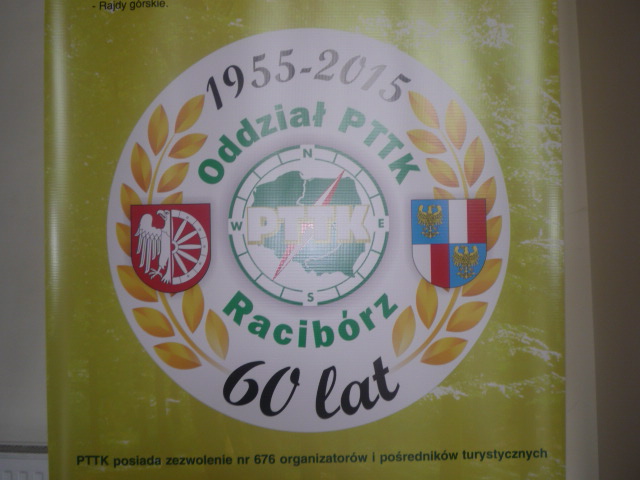 - Rajdy górskie.
1955-2015
Oddział PTTK
N
W PTTK E
S
Racibórz
60 lat
PTTK posiada zezwolenie nr 676 organizatorów i pośredników turystycznych